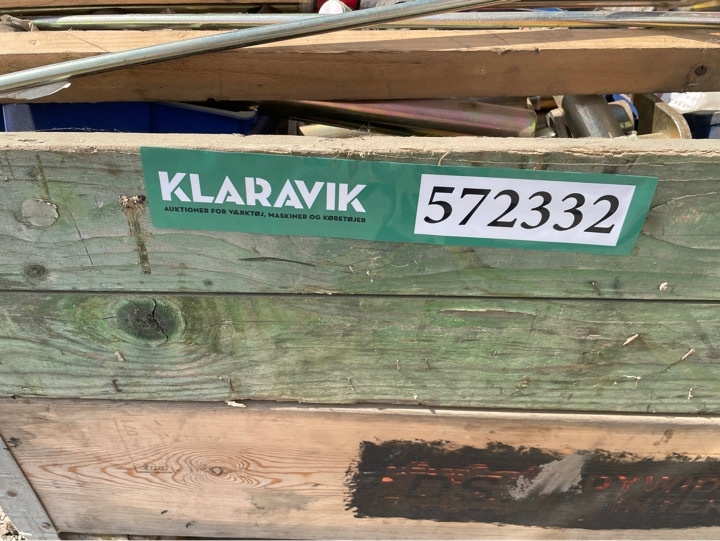 KLARAVIK
AUKTIONER FOR VÆRKTØJ, MASKINER OG KØRETØJER
572332